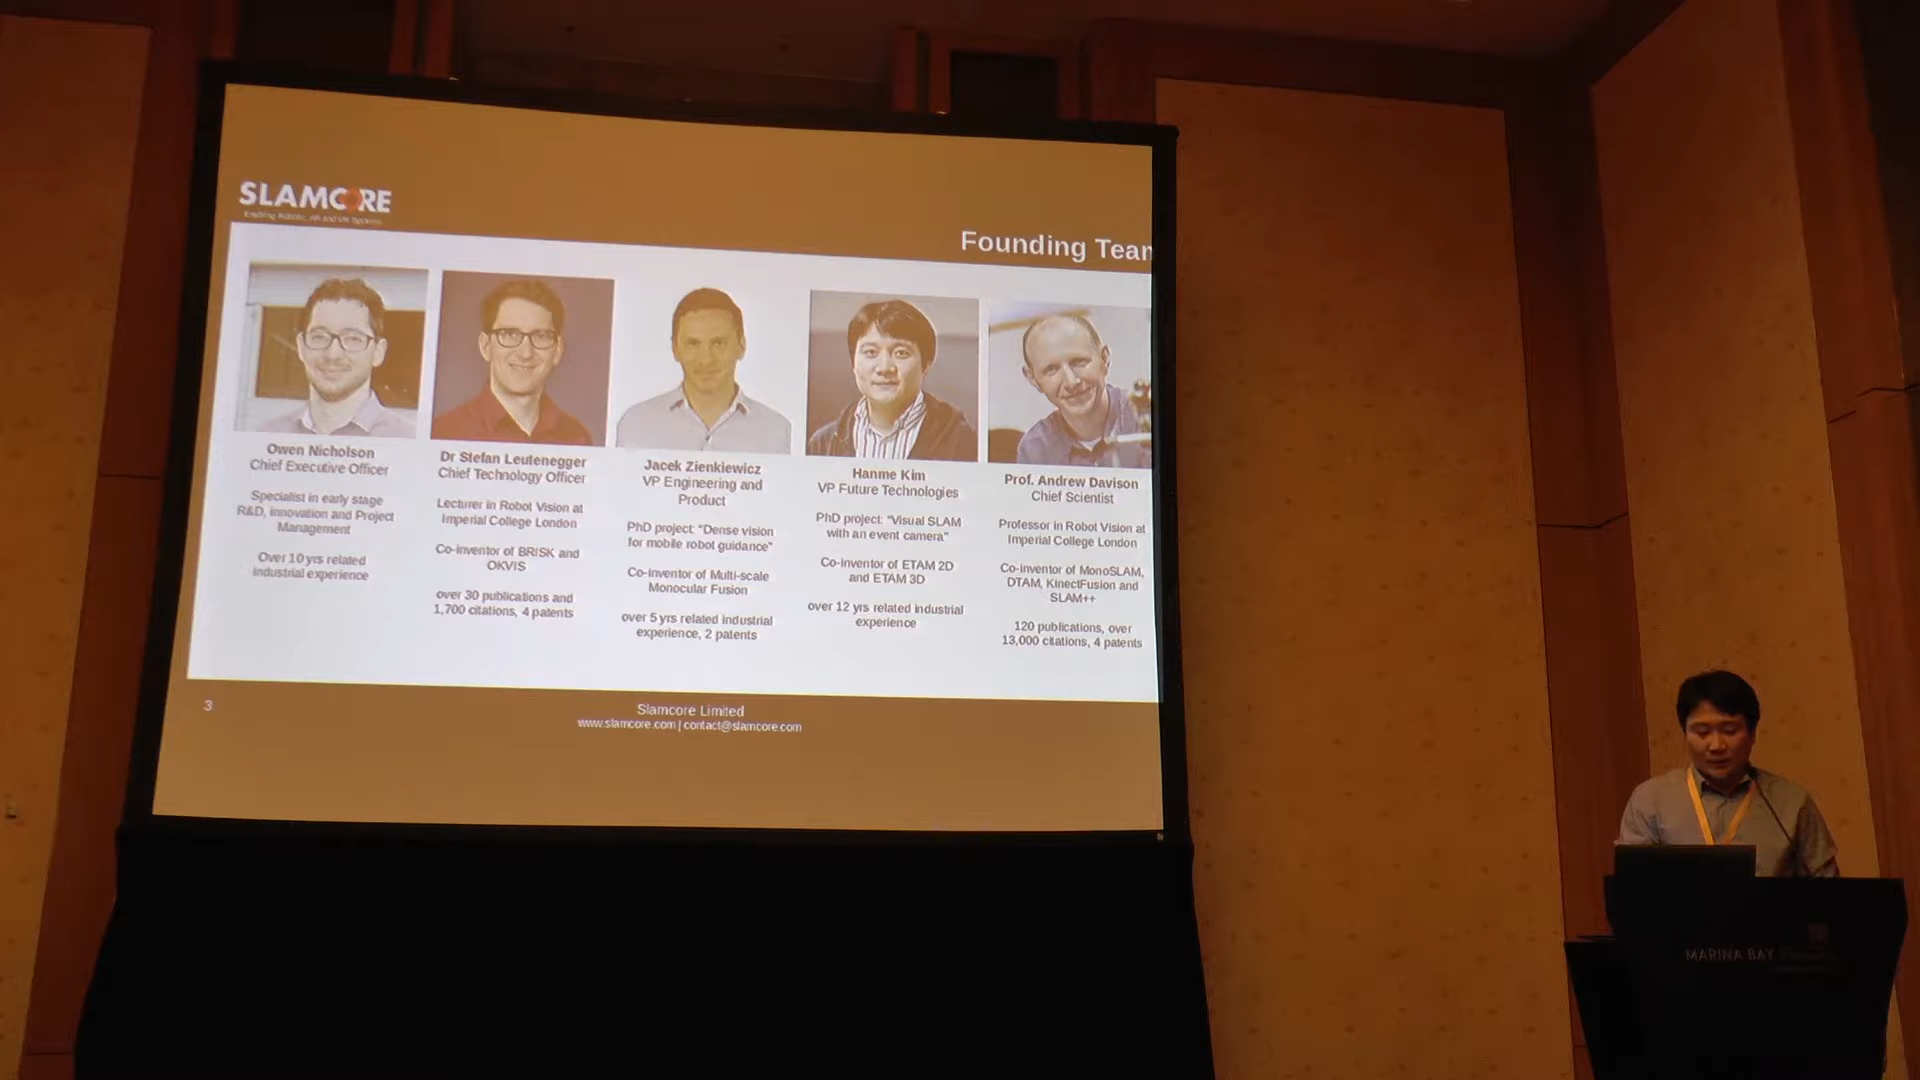 SLAMCORE
Enabling Robotic, AR and VR Systems
Founding Team
Owen Nicholson
Chief Executive Officer
Specialist in early stage
R&D, innovation and Project
Management
Over 10 yrs related
industrial experience
Dr Stefan Leutenegger
Chief Technology Officer
Lecturer in Robot Vision at
Imperial College London
Co-inventor of BRISK and
OKVIS
over 30 publications and
1,700 citations, 4 patents
Jacek Zienkiewicz
VP Engineering and
Product
PhD project: "Dense vision
for mobile robot guidance"
Co-inventor of Multi-scale
Monocular Fusion
over 5 yrs related industrial
experience, 2 patents
Hanme Kim
VP Future Technologies
PhD project: "Visual SLAM
with an event camera"
Co-inventor of ETAM 2D
and ETAM 3D
over 12 yrs related industrial
experience
Prof. Andrew Davison
Chief Scientist
Professor in Robot Vision at
Imperial College London
Co-inventor of MonoSLAM,
DTAM, KinectFusion and
SLAM++
120 publications, over
13,000 citations, 4 patents
3
Slamcore Limited
www.slamcore.com | contact@slamcore.com
MARINA BAY